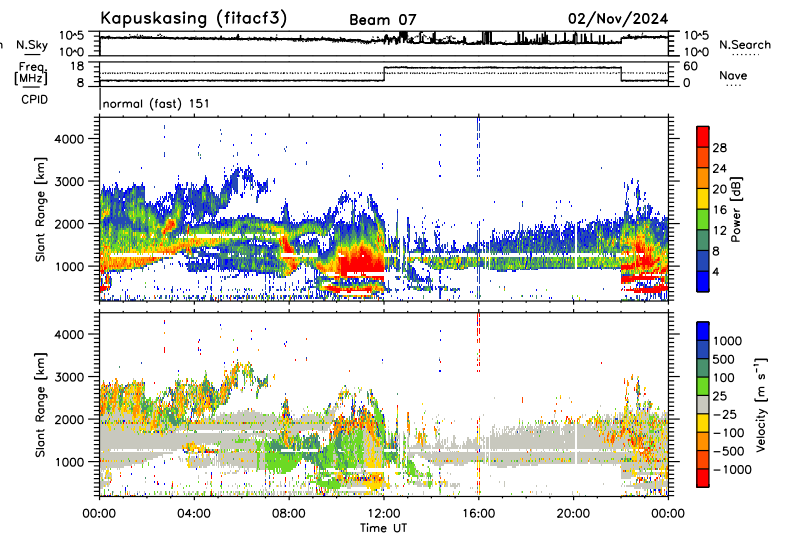 Kapuskasing (fitacf3) Beam 07 02/Nov/2024
N.Sky 10^5 10^0 10^5 10^0 N.Search
Freq. [MHz] 18 8 60 0 Nave
CPID normal (fast) 151
Slant Range [km]
4000
3000
2000
1000
Power [dB]
28
24
20
16
12
8
4
Slant Range [km]
4000
3000
2000
1000
Velocity [m s⁻¹]
1000
500
100
25
-25
-100
-500
-1000
00:00 04:00 08:00 12:00 16:00 20:00 00:00
Time UT